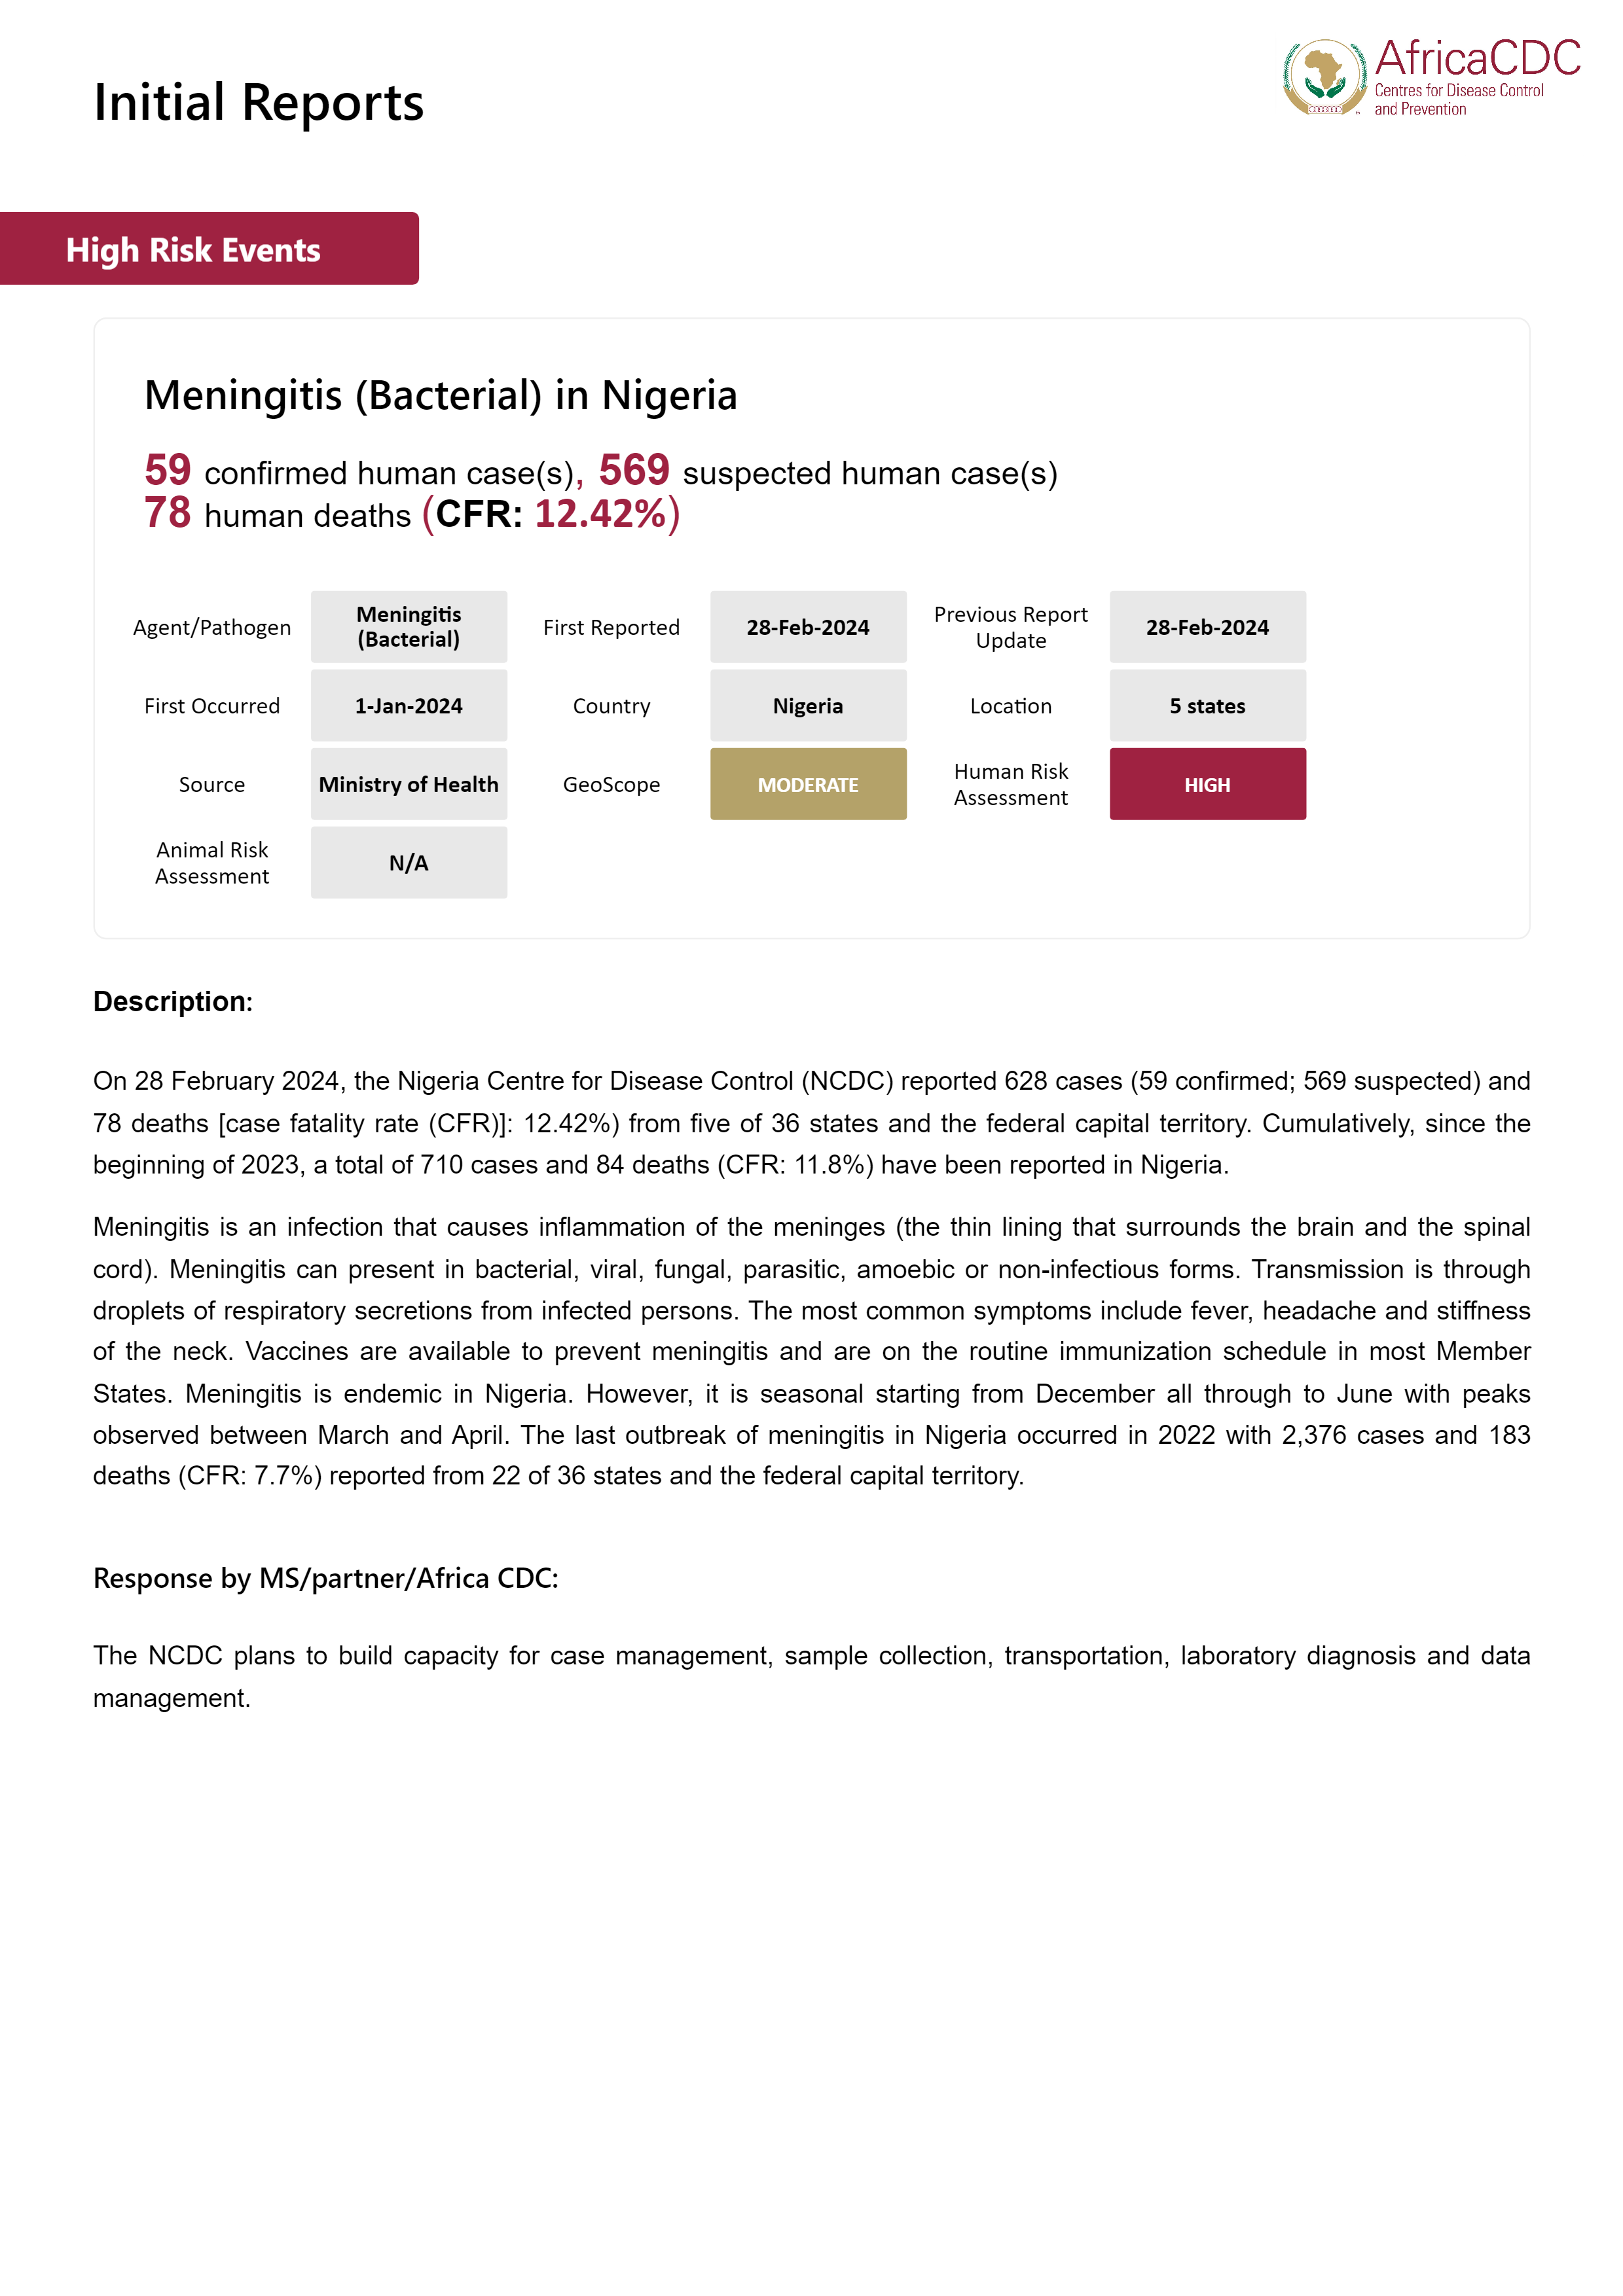 Initial Reports
AfricaCDC
Centres for Disease Control
and Prevention
High Risk Events
Meningitis (Bacterial) in Nigeria
59 confirmed human case(s), 569 suspected human case(s)
78 human deaths (CFR: 12.42%)
Agent/Pathogen
Meningitis
(Bacterial)
First Reported
28-Feb-2024
Previous Report
Update
28-Feb-2024
First Occurred
1-Jan-2024
Country
Nigeria
Location
5 states
Source
Ministry of Health
GeoScope
MODERATE
Human Risk
Assessment
HIGH
Animal Risk
Assessment
N/A
Description:
On 28 February 2024, the Nigeria Centre for Disease Control (NCDC) reported 628 cases (59 confirmed; 569 suspected) and
78 deaths [case fatality rate (CFR)]: 12.42%) from five of 36 states and the federal capital territory. Cumulatively, since the
beginning of 2023, a total of 710 cases and 84 deaths (CFR: 11.8%) have been reported in Nigeria.
Meningitis is an infection that causes inflammation of the meninges (the thin lining that surrounds the brain and the spinal
cord). Meningitis can present in bacterial, viral, fungal, parasitic, amoebic or non-infectious forms. Transmission is through
droplets of respiratory secretions from infected persons. The most common symptoms include fever, headache and stiffness
of the neck. Vaccines are available to prevent meningitis and are on the routine immunization schedule in most Member
States. Meningitis is endemic in Nigeria. However, it is seasonal starting from December all through to June with peaks
observed between March and April. The last outbreak of meningitis in Nigeria occurred in 2022 with 2,376 cases and 183
deaths (CFR: 7.7%) reported from 22 of 36 states and the federal capital territory.
Response by MS/partner/Africa CDC:
The NCDC plans to build capacity for case management, sample collection, transportation, laboratory diagnosis and data
management.